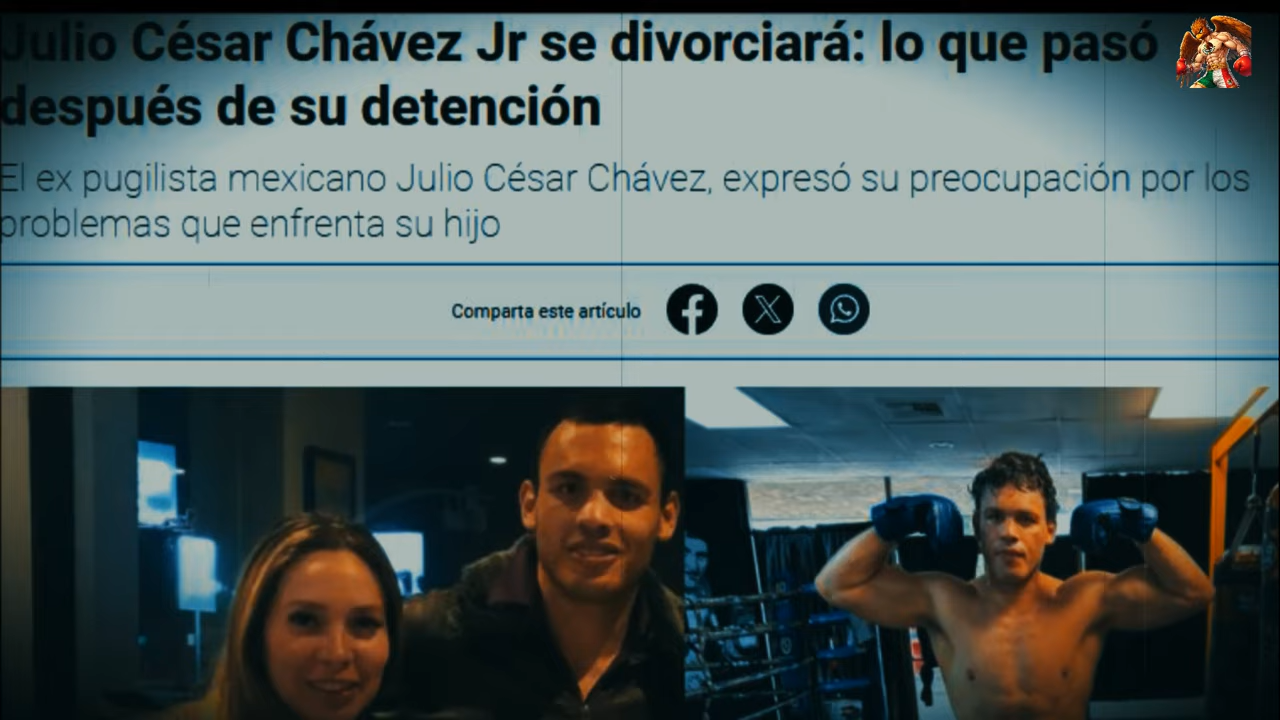 Julio César Chávez Jr se divorciará: lo que pasó
después de su detención
El ex pugilista mexicano Julio César Chávez, expresó su preocupación por los
problemas que enfrenta su hijo
Comparta este artículo